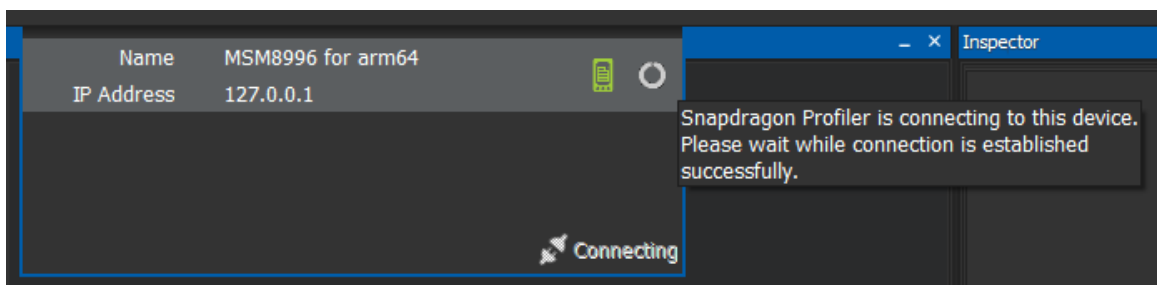 Name MSM8996 for arm64
IP Address 127.0.0.1
Inspector
Snapdragon Profiler is connecting to this device.
Please wait while connection is established
successfully.
Connecting